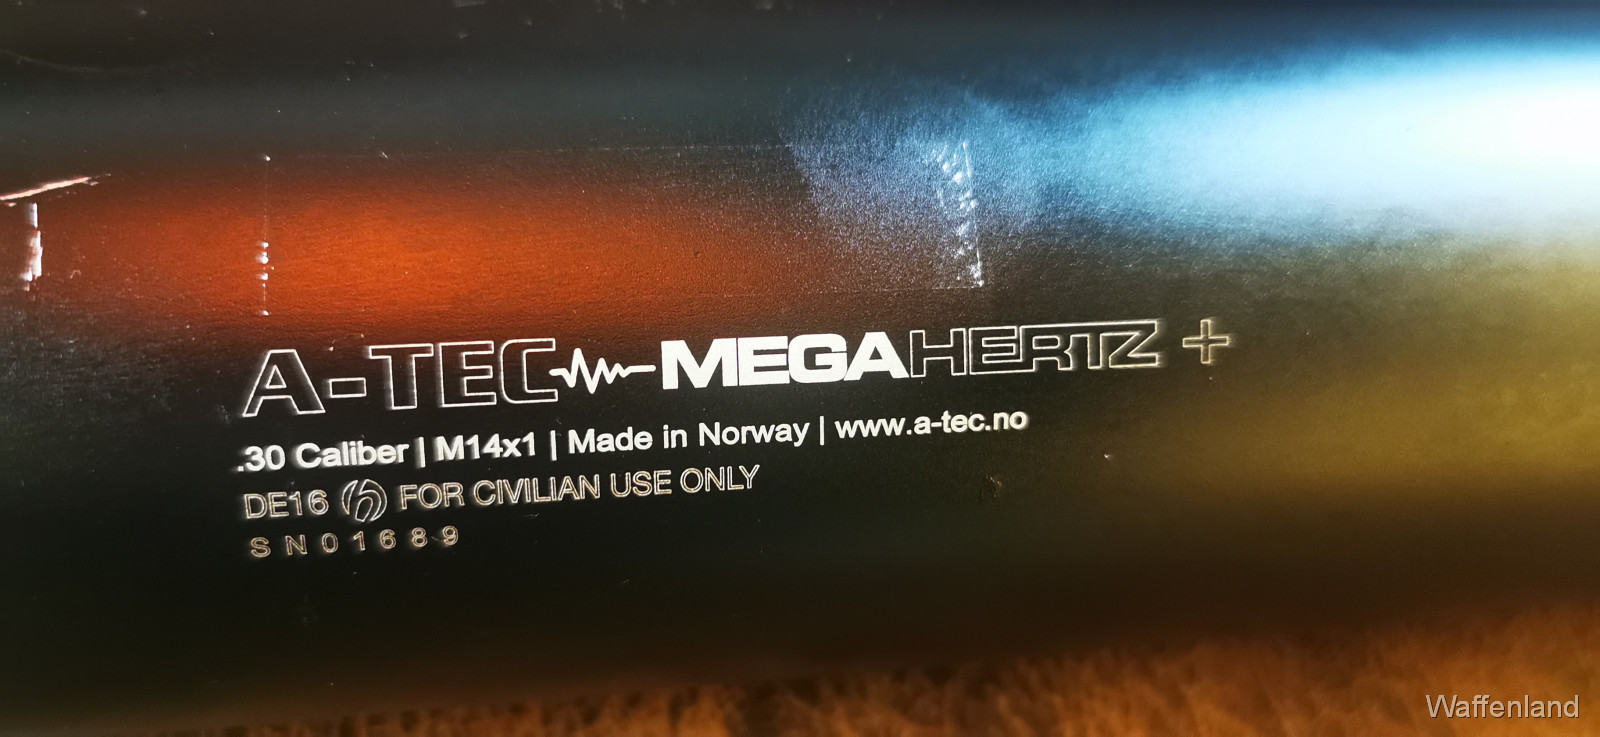 A-TEC MEGAHERTZ +
.30 Caliber | M14x1 | Made in Norway | www.a-tec.no
DE16 FOR CIVILIAN USE ONLY
SN01689
Waffenland